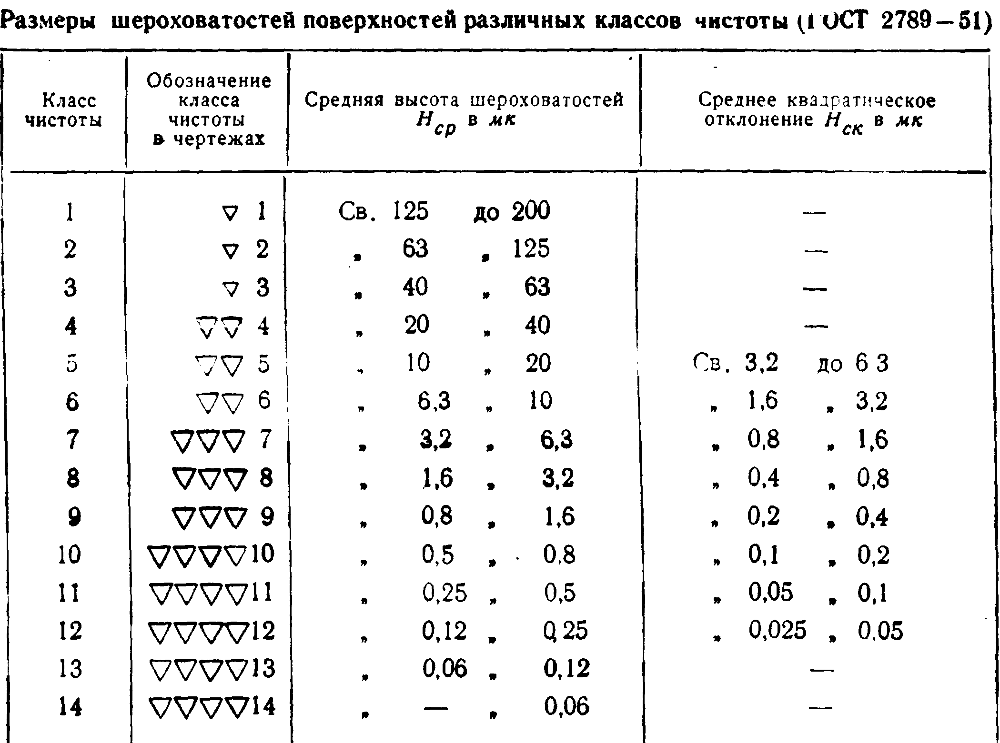 Размеры шероховатостей поверхностей различных классов чистоты (ГОСТ 2789—51)
Класс чистоты
Обозначение класса чистоты в чертежах
Средняя высота шероховатостей Hср в мк
Среднее квадратическое отклонение Hск в мк
1 ▽ 1 Св. 125 до 200 —
2 ▽ 2 „ 63 „ 125 —
3 ▽ 3 „ 40 „ 63 —
4 ▽▽ 4 „ 20 „ 40 —
5 ▽▽ 5 „ 10 „ 20 Св. 3,2 до 6 3
6 ▽▽ 6 „ 6,3 „ 10 „ 1,6 „ 3,2
7 ▽▽▽ 7 „ 3,2 „ 6,3 „ 0,8 „ 1,6
8 ▽▽▽ 8 „ 1,6 „ 3,2 „ 0,4 „ 0,8
9 ▽▽▽ 9 „ 0,8 „ 1,6 „ 0,2 „ 0,4
10 ▽▽▽▽10 „ 0,5 „ 0,8 „ 0,1 „ 0,2
11 ▽▽▽▽11 „ 0,25 „ 0,5 „ 0,05 „ 0,1
12 ▽▽▽▽12 „ 0,12 „ 0,25 „ 0,025 „ 0,05
13 ▽▽▽▽13 „ 0,06 „ 0,12 —
14 ▽▽▽▽14 „ — „ 0,06 —